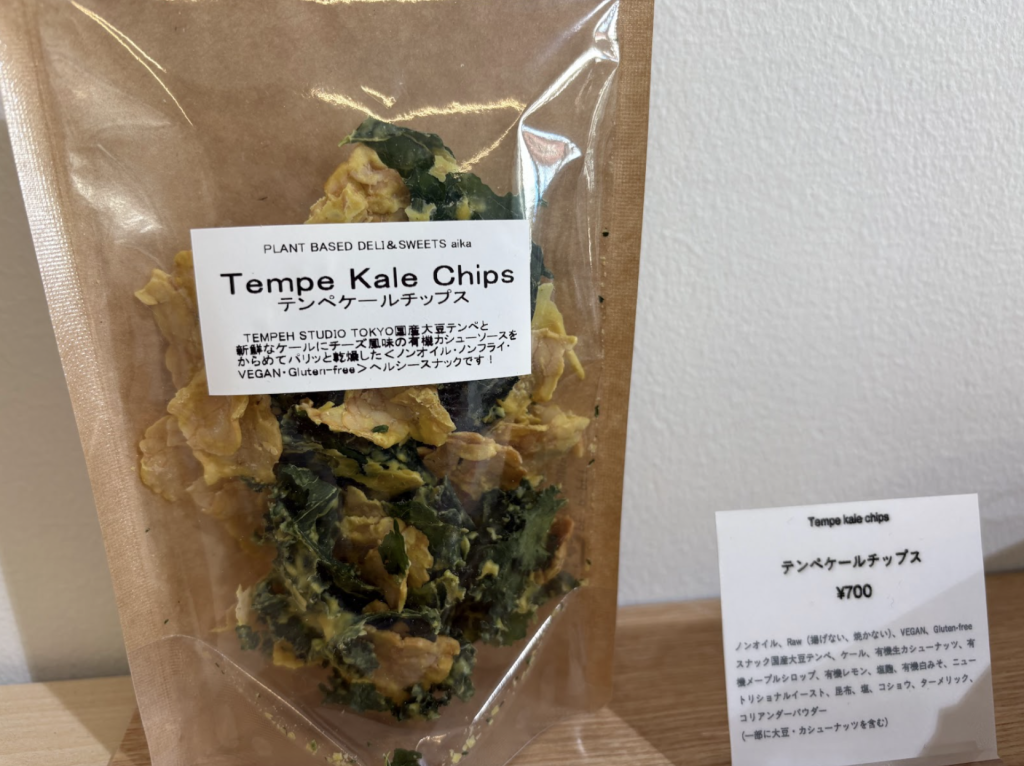 PLANT BASED DELI&SWEETS aika
Tempe Kale Chips
テンペケールチップス
TEMPEH STUDIO TOKYO国産大豆テンペと
新鮮なケールにチーズ風味の有機カシューソースを
からめてパリッと乾燥した<ノンオイル・ノンフライ・
VEGAN・Gluten-free>ヘルシースナックです!
Tempe kale chips
テンペケールチップス
¥700
ノンオイル、Raw(揚げない、焼かない)、VEGAN、Gluten-free
スナック国産大豆テンペ、ケール、有機生カシューナッツ、有
機メープルシロップ、有機レモン、塩麹、有機白みそ、ニュー
トリショナルイースト、昆布、塩、コショウ、ターメリック、
コリアンダーパウダー
(一部に大豆・カシューナッツを含む)